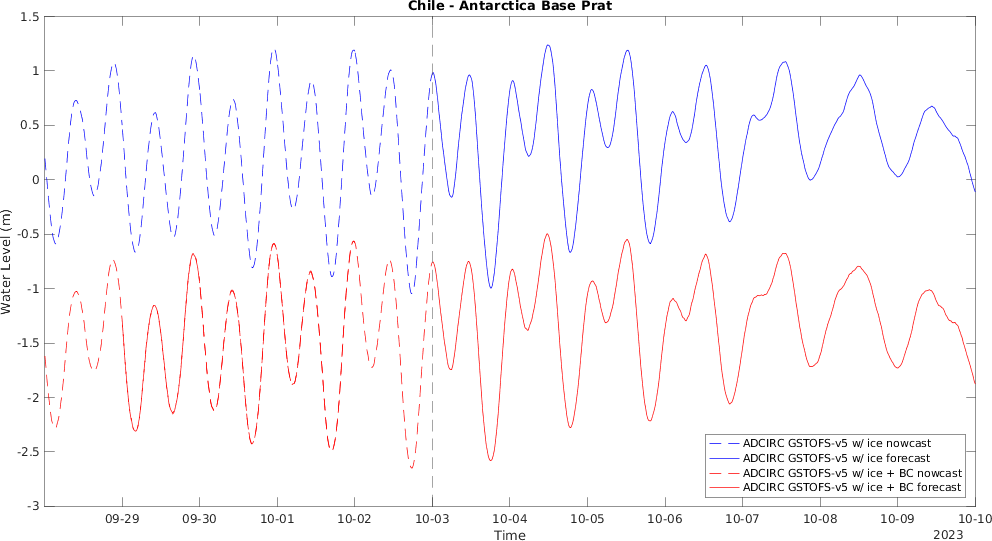 Chile - Antarctica Base Prat
1.5
1
0.5
0
-0.5
-1
-1.5
-2
-2.5
-3
Water Level (m)
ADCIRC GSTOFS-v5 w/ ice nowcast
ADCIRC GSTOFS-v5 w/ ice forecast
ADCIRC GSTOFS-v5 w/ ice + BC nowcast
ADCIRC GSTOFS-v5 w/ ice + BC forecast
09-29 09-30 10-01 10-02 10-03 10-04 10-05 10-06 10-07 10-08 10-09 10-10
Time
2023